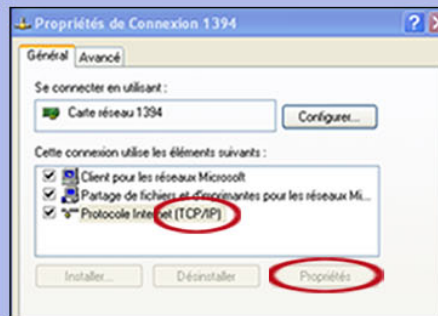 Propriétés de Connexion 1394
Général Avancé
Se connecter en utilisant :
Carte réseau 1394 Configurer...
Cette connexion utilise les éléments suivants :
Client pour les réseaux Microsoft
Partage de fichiers et d'imprimantes pour les réseaux Mi...
Protocole Internet (TCP/IP)
Installer... Désinstaller Propriétés